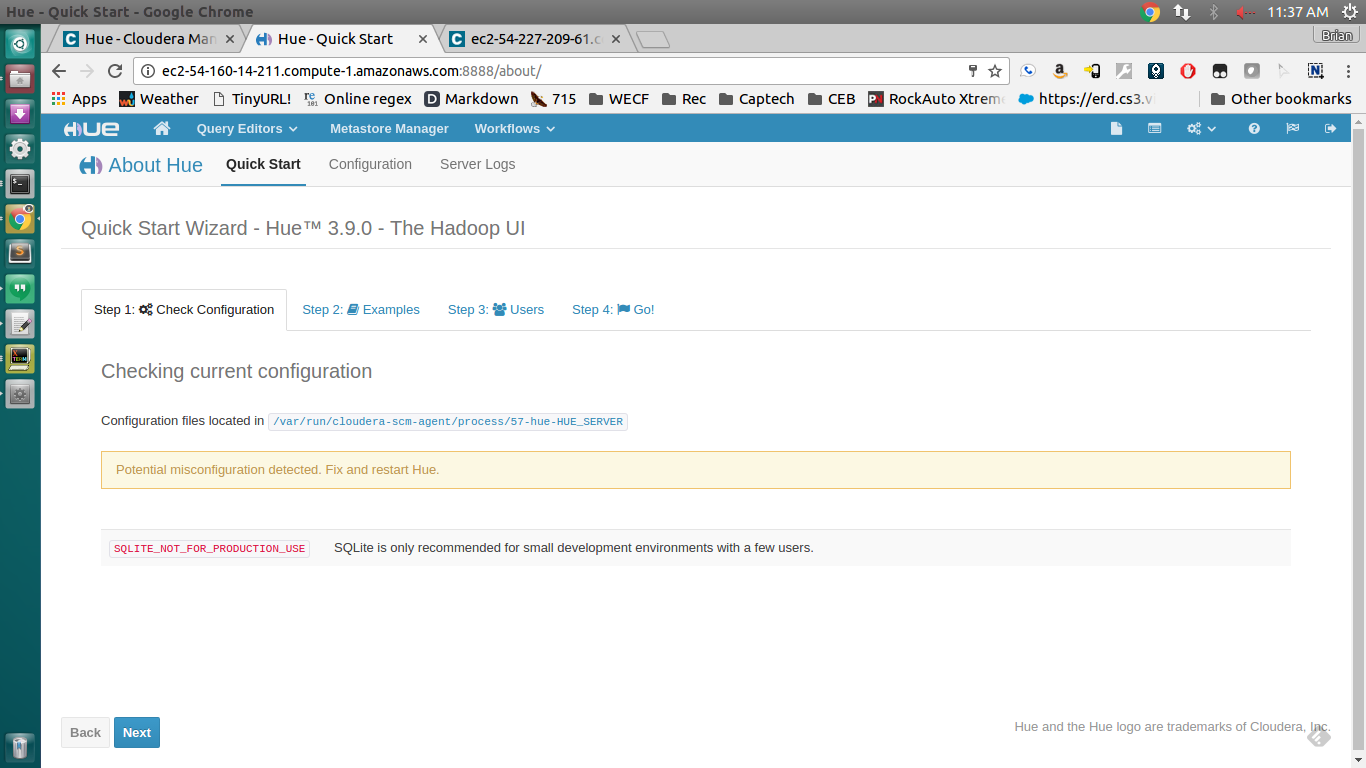 Hue - Quick Start - Google Chrome
11:37 AM
Hue - Cloudera Man
Hue - Quick Start
ec2-54-227-209-61.c
Brian
ec2-54-160-14-211.compute-1.amazonaws.com:8888/about/
Apps Weather TinyURL! Online regex Markdown 715 WECF Rec Captech CEB RockAuto Xtreme https://erd.cs3.v Other bookmarks
HUE Query Editors Metastore Manager Workflows
About Hue Quick Start Configuration Server Logs
Quick Start Wizard - Hue™ 3.9.0 - The Hadoop UI
Step 1: Check Configuration Step 2: Examples Step 3: Users Step 4: Go!
Checking current configuration
Configuration files located in /var/run/cloudera-scm-agent/process/57-hue-HUE_SERVER
Potential misconfiguration detected. Fix and restart Hue.
SQLITE_NOT_FOR_PRODUCTION_USE SQLite is only recommended for small development environments with a few users.
Back Next
Hue and the Hue logo are trademarks of Cloudera, Inc.